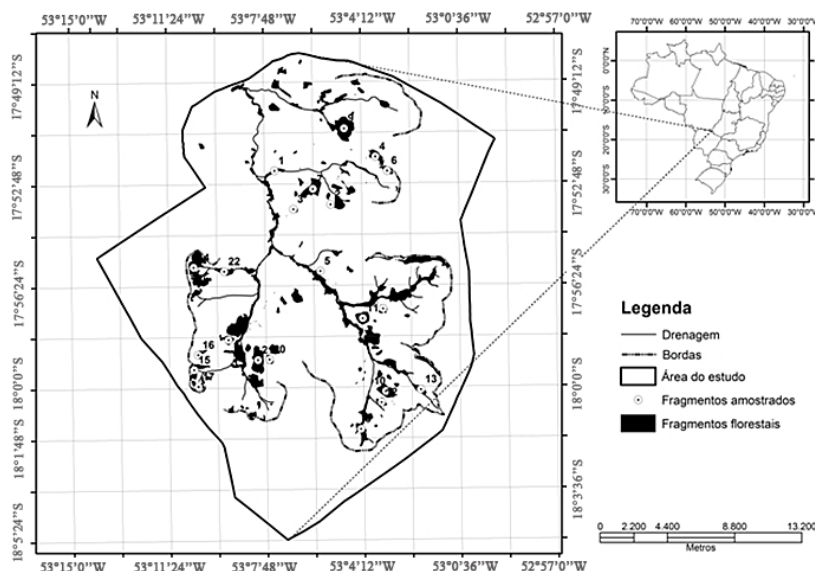 53°15'0"W 53°11'24"W 53°7'48"W 53°4'12"W 53°0'36"W 52°57'0"W
70°0'0"W 60°0'0"W 50°0'0"W 40°0'0"W 30°0'0"W
0°0'0"
10°0'0"S
20°0'0"S
30°0'0"S
70°0'0"W 60°0'0"W 50°0'0"W 40°0'0"W 30°0'0"W
N
17°49'12"S 17°49'12"S
4
6
1
17°52'48"S 17°52'48"S
5
22
17°56'24"S 17°56'24"S
11
16
15
13
18°0'0"S 18°0'0"S
18°1'48"S
18°3'36"S
18°5'24"S
53°15'0"W 53°11'24"W 53°7'48"W 53°4'12"W 53°0'36"W 52°57'0"W
Legenda
Drenagem
Bordas
Área do estudo
Fragmentos amostrados
Fragmentos florestais
0 2.200 4.400 8.800 13.200
Metros